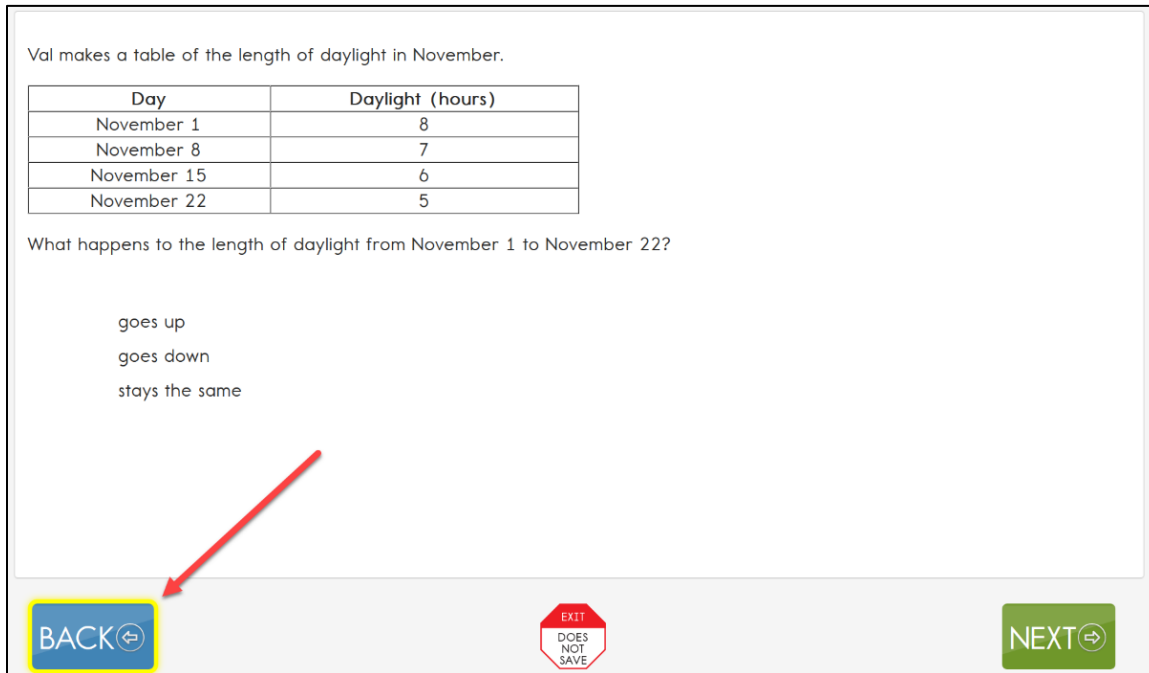 Val makes a table of the length of daylight in November.
Day Daylight (hours)
November 1 8
November 8 7
November 15 6
November 22 5
What happens to the length of daylight from November 1 to November 22?
goes up
goes down
stays the same
BACK
EXIT
DOES
NOT
SAVE
NEXT